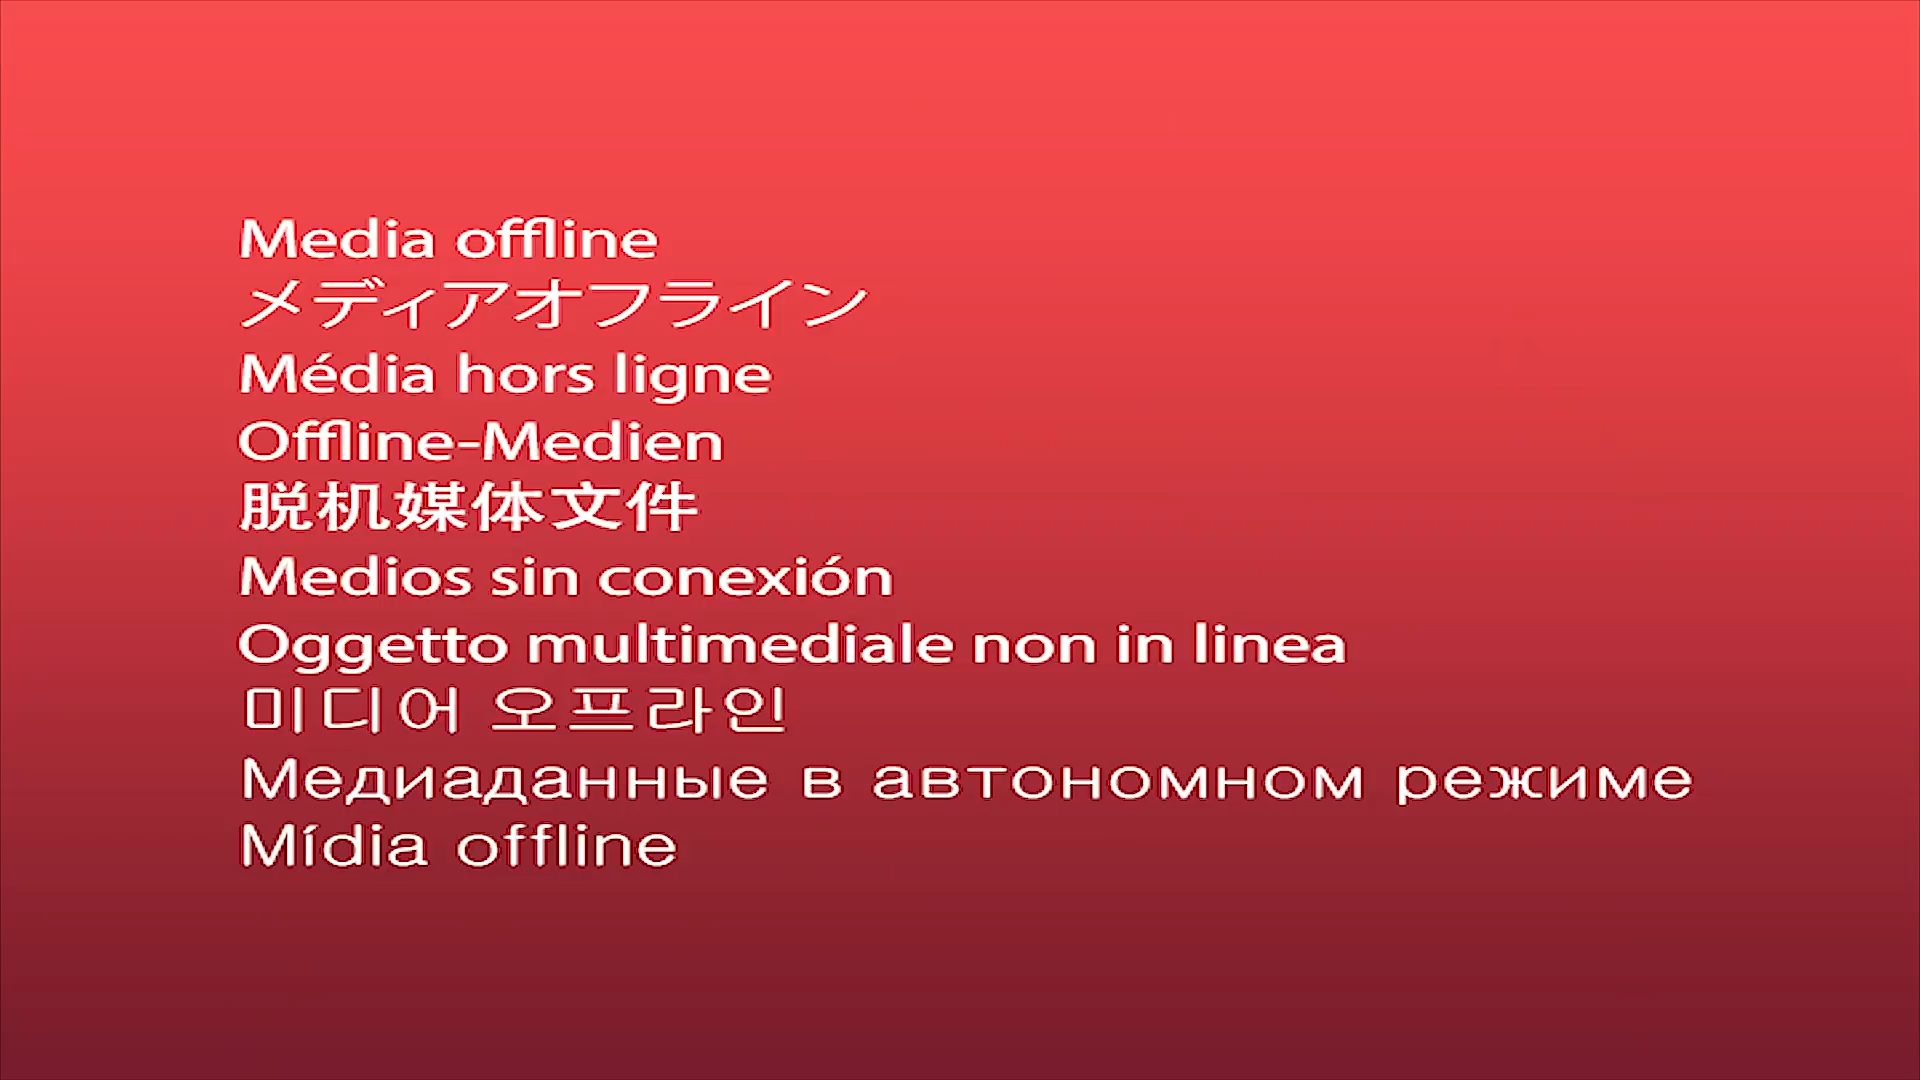 Media offline
メディアオフライン
Média hors ligne
Offline-Medien
脱机媒体文件
Medios sin conexión
Oggetto multimediale non in linea
미디어 오프라인
Медиаданные в автономном режиме
Mídia offline